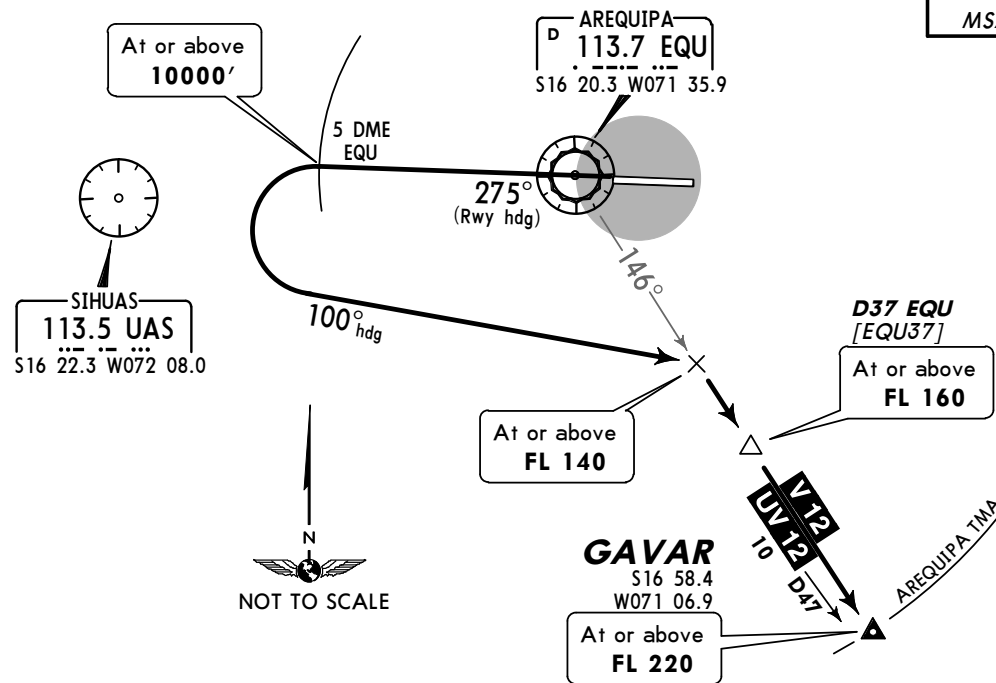 MS
At or above
10000'
5 DME
EQU
AREQUIPA
D 113.7 EQU
S16 20.3 W071 35.9
275°
(Rwy hdg)
146°
SIHUAS
113.5 UAS
S16 22.3 W072 08.0
100° hdg
D37 EQU
[EQU37]
At or above
FL 160
At or above
FL 140
V 12
UV 12
10
D47
AREQUIPA TMA
GAVAR
S16 58.4
W071 06.9
At or above
FL 220
N
NOT TO SCALE